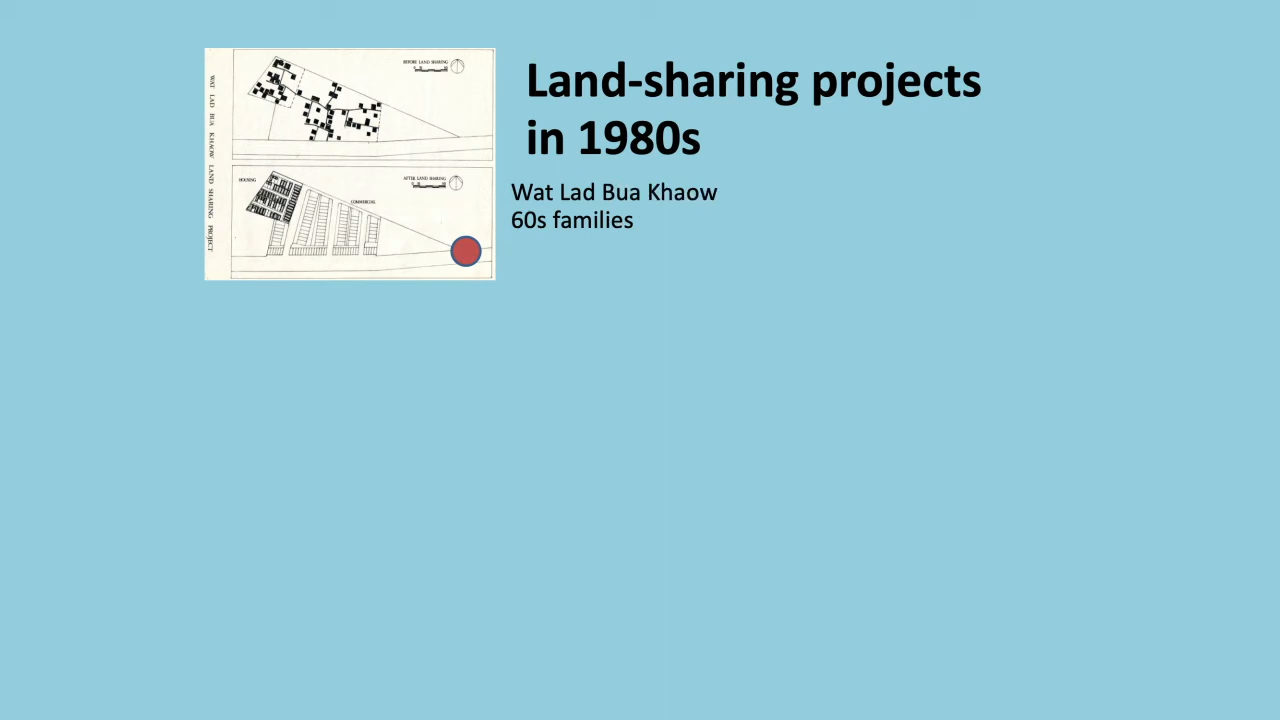 Land-sharing projects
in 1980s
Wat Lad Bua Khaow
60s families
WAT LAD BUA KHAOW LAND SHARING PROJECT
BEFORE LAND SHARING
HOUSING
AFTER LAND SHARING
COMMERCIAL